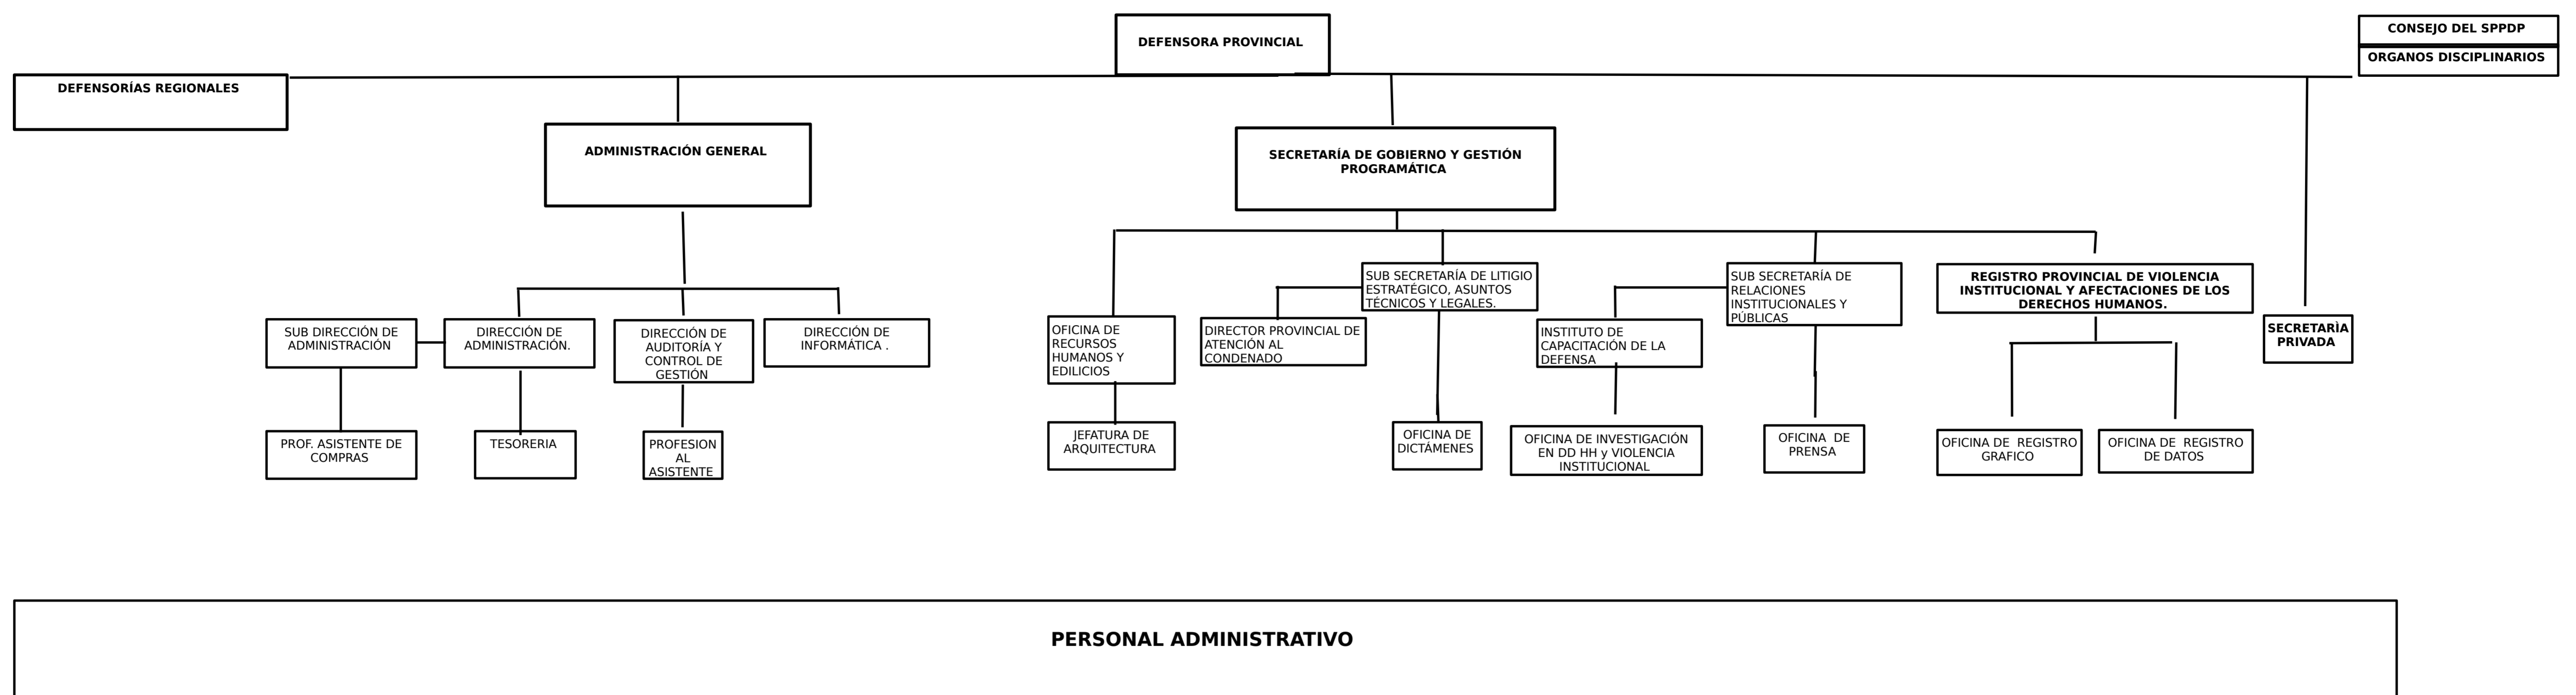 DEFENSORA PROVINCIAL
CONSEJO DEL SPPDP
ORGANOS DISCIPLINARIOS
DEFENSORÍAS REGIONALES
ADMINISTRACIÓN GENERAL
SECRETARÍA DE GOBIERNO Y GESTIÓN
PROGRAMÁTICA
SUB DIRECCIÓN DE
ADMINISTRACIÓN
DIRECCIÓN DE
ADMINISTRACIÓN.
DIRECCIÓN DE
AUDITORÍA Y
CONTROL DE
GESTIÓN
DIRECCIÓN DE
INFORMÁTICA .
OFICINA DE
RECURSOS
HUMANOS Y
EDILICIOS
DIRECTOR PROVINCIAL DE
ATENCIÓN AL
CONDENADO
SUB SECRETARÍA DE LITIGIO
ESTRATÉGICO, ASUNTOS
TÉCNICOS Y LEGALES.
INSTITUTO DE
CAPACITACIÓN DE LA
DEFENSA
SUB SECRETARÍA DE
RELACIONES
INSTITUCIONALES Y
PÚBLICAS
REGISTRO PROVINCIAL DE VIOLENCIA
INSTITUCIONAL Y AFECTACIONES DE LOS
DERECHOS HUMANOS.
SECRETARÌA
PRIVADA
PROF. ASISTENTE DE
COMPRAS
TESORERIA
PROFESION
AL
ASISTENTE
JEFATURA DE
ARQUITECTURA
OFICINA DE
DICTÁMENES
OFICINA DE INVESTIGACIÓN
EN DD HH y VIOLENCIA
INSTITUCIONAL
OFICINA  DE
PRENSA
OFICINA DE  REGISTRO
GRAFICO
OFICINA DE  REGISTRO
DE DATOS
PERSONAL ADMINISTRATIVO